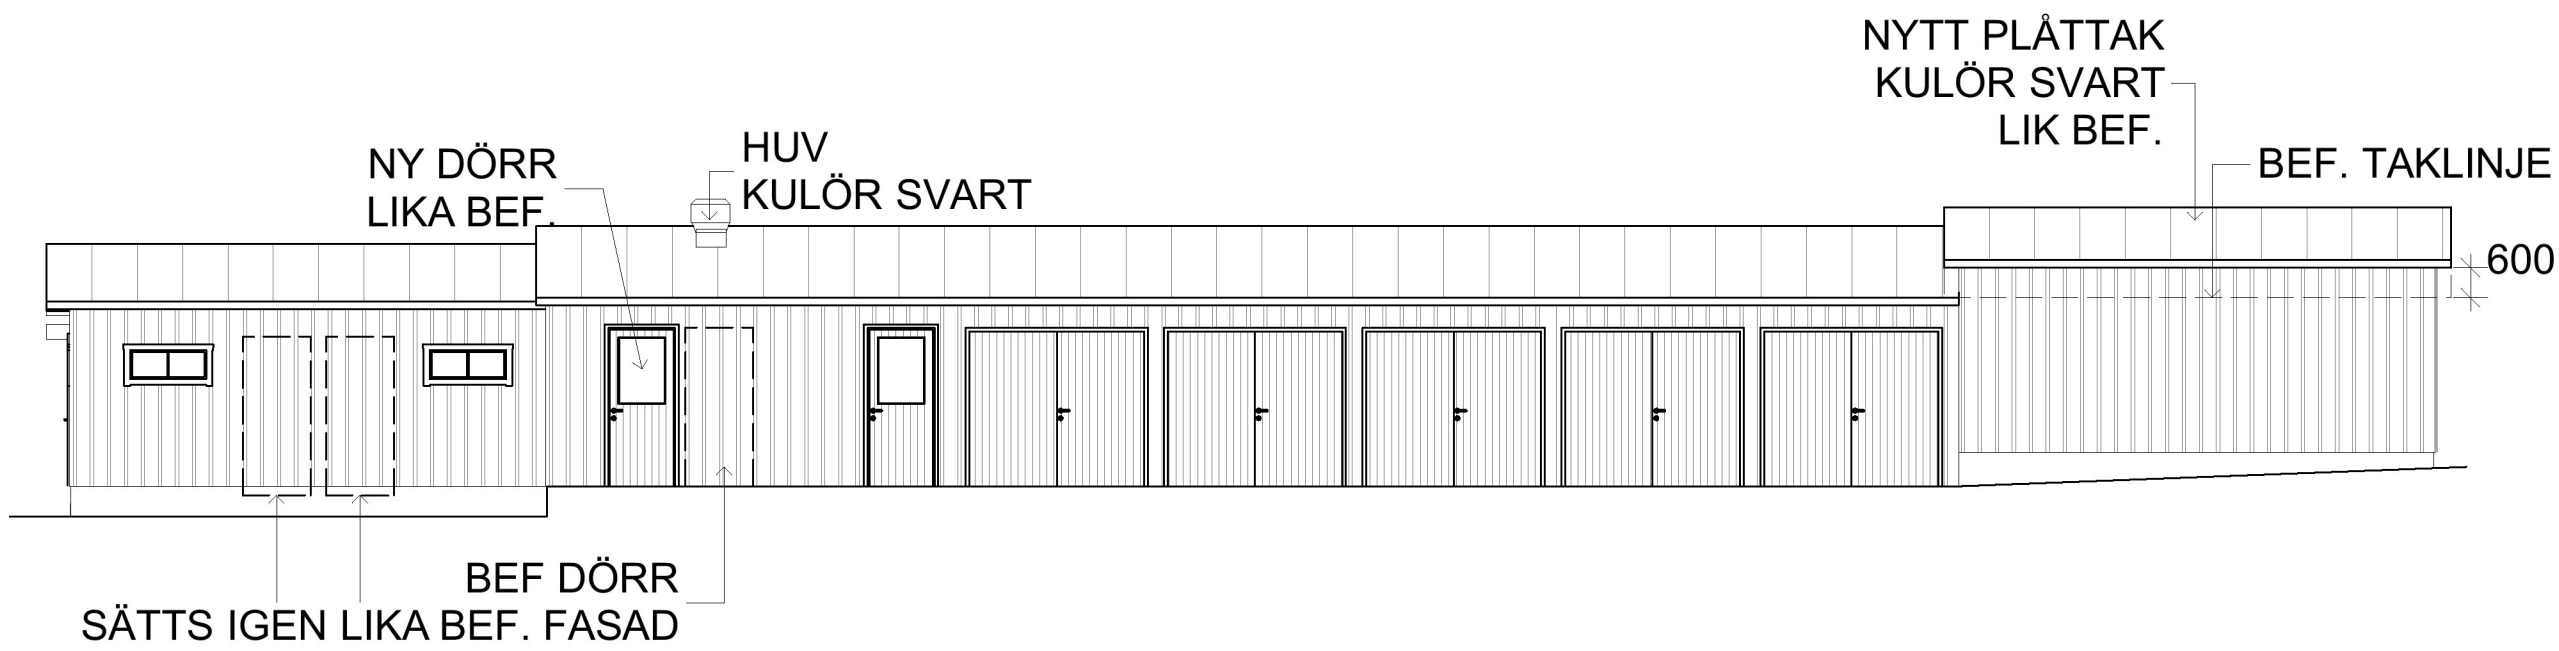 NYTT PLÅTTAK
KULÖR SVART
LIK BEF.
HUV
KULÖR SVART
NY DÖRR
LIKA BEF.
BEF. TAKLINJE
600
BEF DÖRR
SÄTTS IGEN LIKA BEF. FASAD